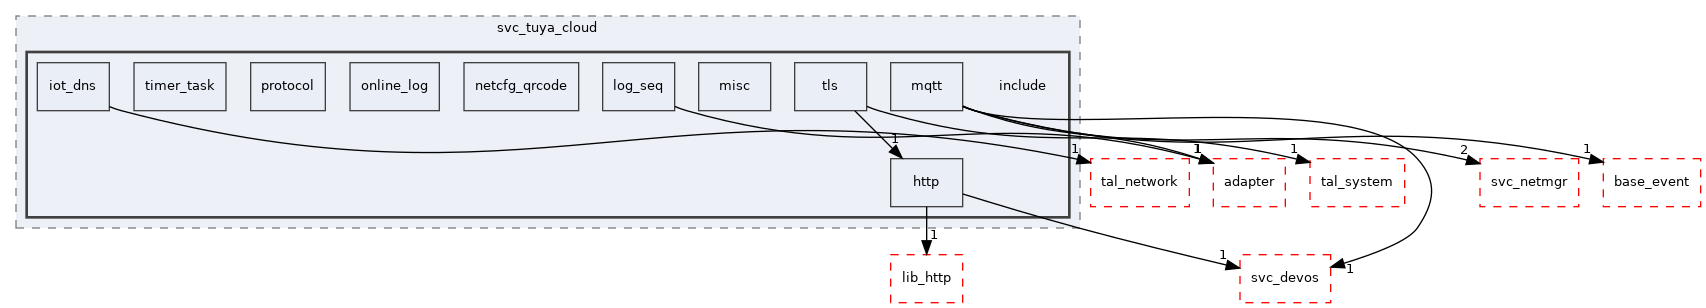 svc_tuya_cloud
iot_dns
timer_task
protocol
online_log
netcfg_qrcode
log_seq
misc
tls
mqtt
include
1
1
1
1
2
1
http
tal_network
adapter
tal_system
svc_netmgr
base_event
1
1
1
lib_http
svc_devos